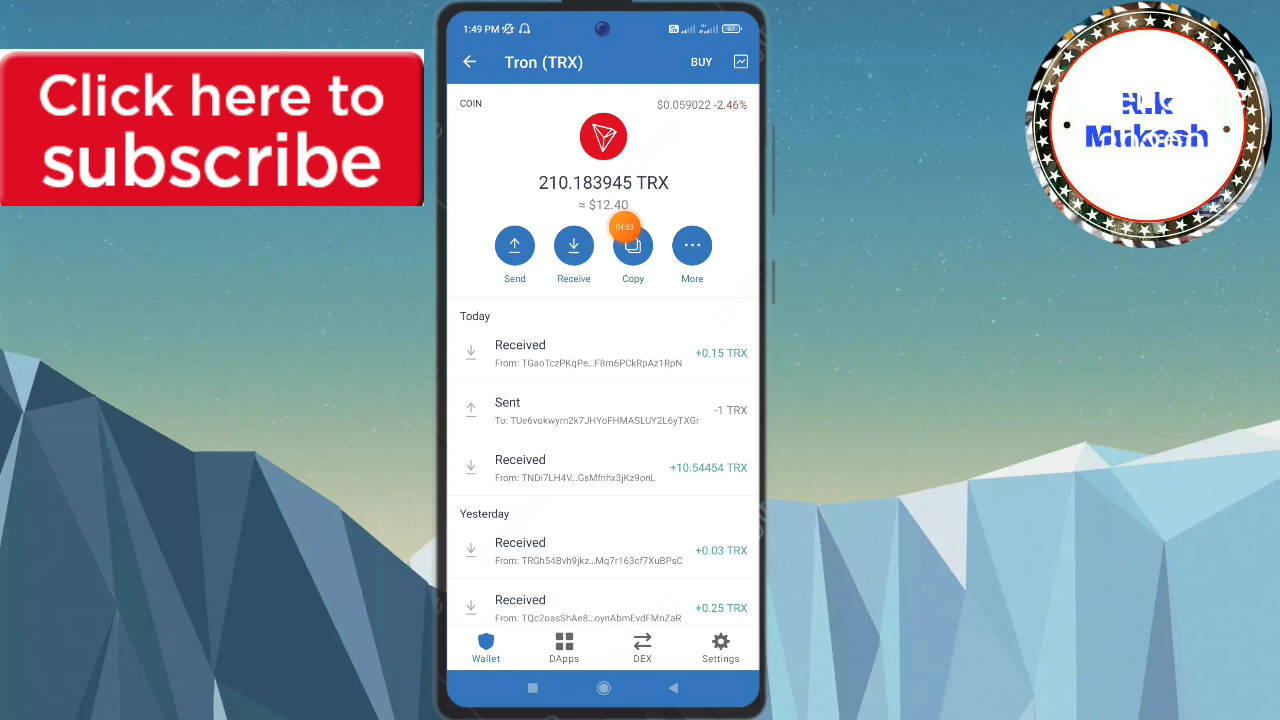 Click here to
subscribe
1:49 PM
97
Tron (TRX)
BUY
COIN
$0.059022 -2.46%
210.183945 TRX
≈ $12.40
04:53
Send
Receive
Copy
More
Today
Received
+0.15 TRX
From: TGaoTczPKqPe...F8m6PCkRpAz1RpN
Sent
-1 TRX
To: TUe6vokwyrn2k7JHYoFHMASLUY2L6yTXGr
Received
+10.54454 TRX
From: TNDi7LH4V...GsMfnhx3jKz9onL
Yesterday
Received
+0.03 TRX
From: TRGh54Bvh9jkz...Mq7r163cf7XuBPsC
Received
+0.25 TRX
From: TQc2oasShAe8...oynAbmEvdFMnZaR
Wallet
DApps
DEX
Settings